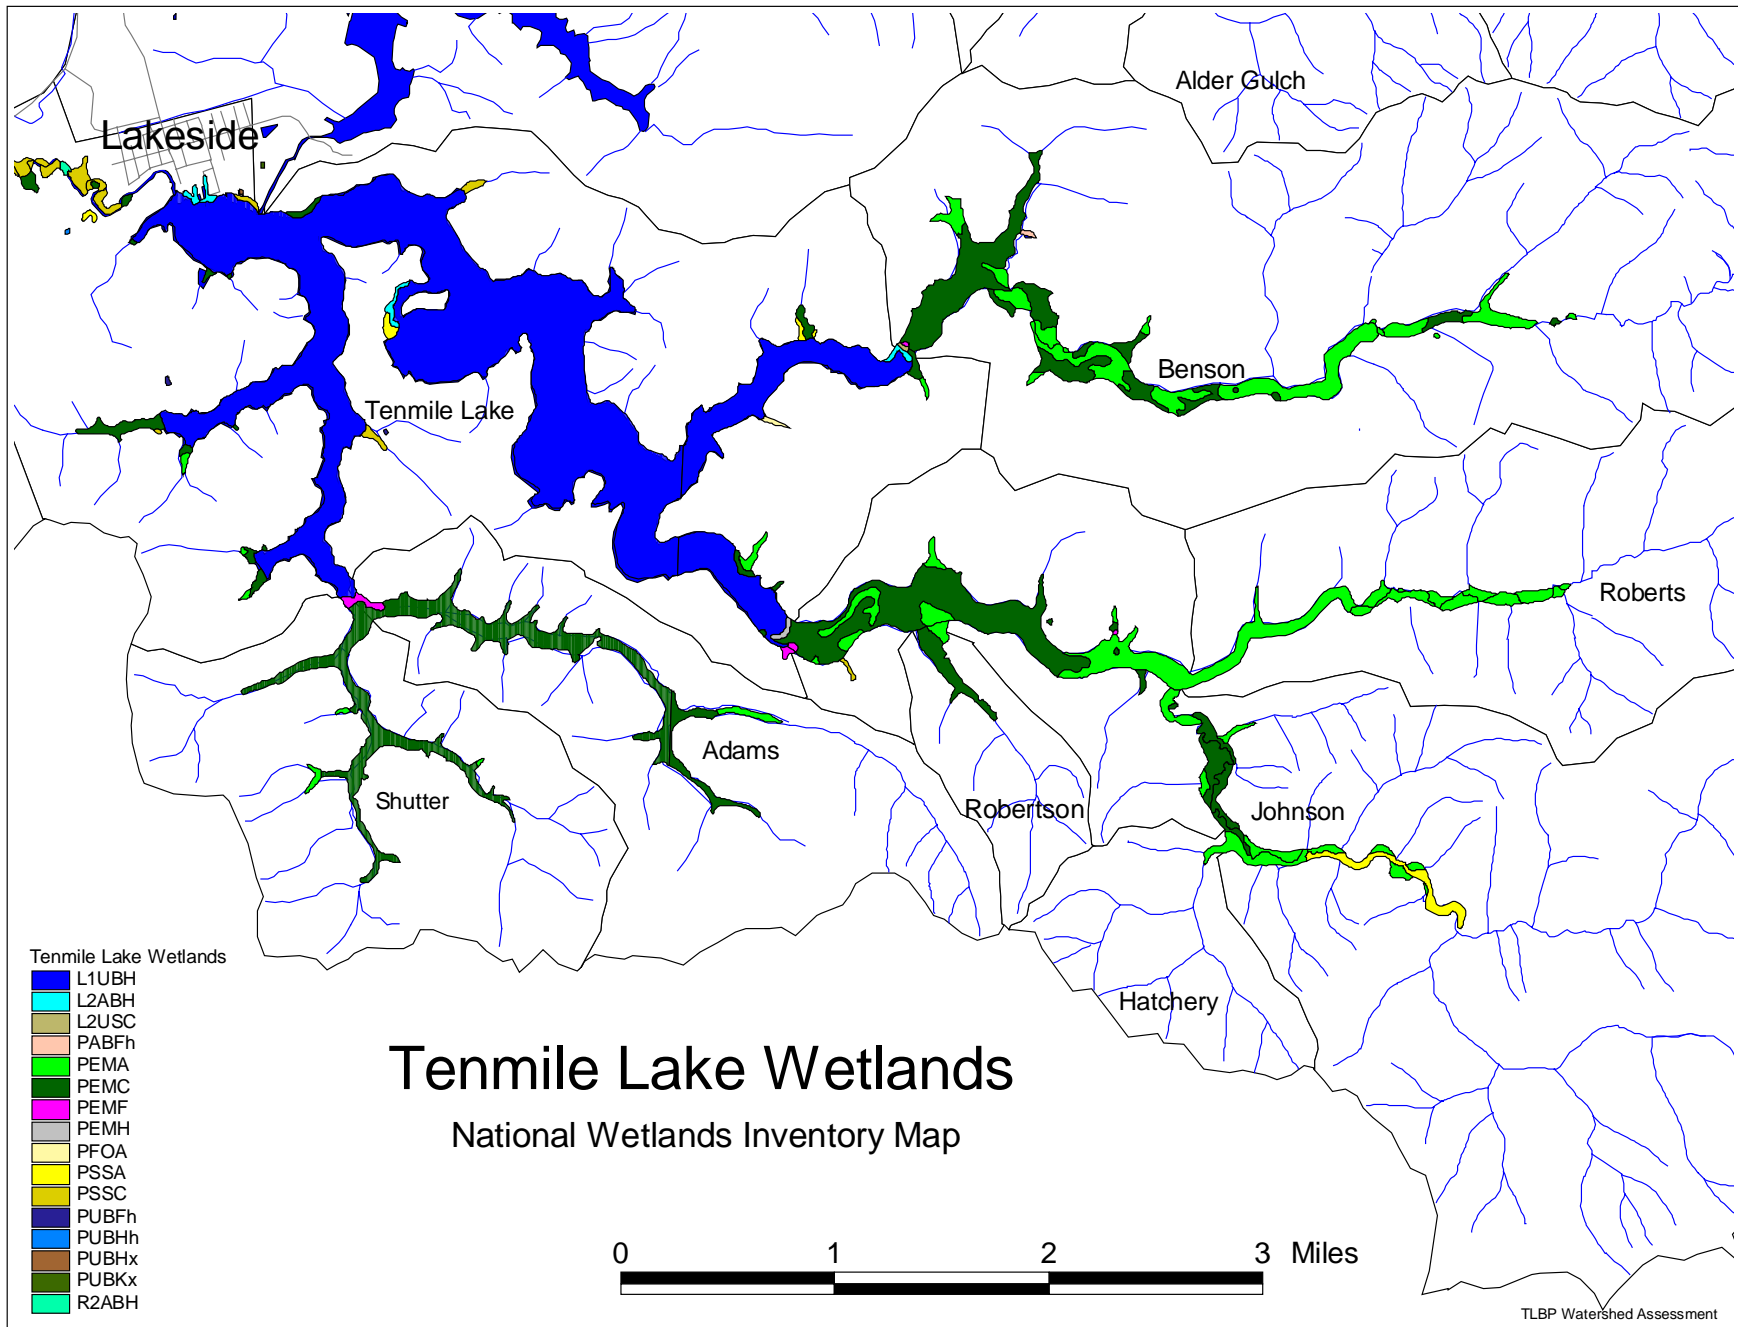 Alder Gulch
Lakeside
Benson
Tenmile Lake
Roberts
Adams
Shutter
Robertson
Johnson
Hatchery
Tenmile Lake Wetlands
L1UBH
L2ABH
L2USC
PABFh
PEMA
PEMC
PEMF
PEMH
PFOA
PSSA
PSSC
PUBFh
PUBHh
PUBHx
PUBKx
R2ABH
Tenmile Lake Wetlands
National Wetlands Inventory Map
0 1 2 3 Miles
TLBP Watershed Assessment